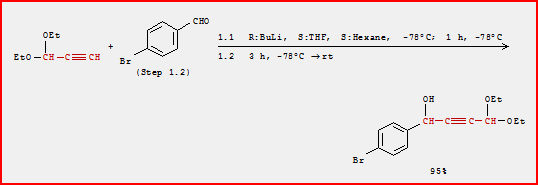 OEt
EtO
CH
C
CH
+
CHO
Br
(Step 1.2)
1.1 R:BuLi, S:THF, S:Hexane, -78°C; 1 h, -78°C
1.2 3 h, -78°C →rt
OH
OEt
CH
C
C
CH
OEt
Br
95%